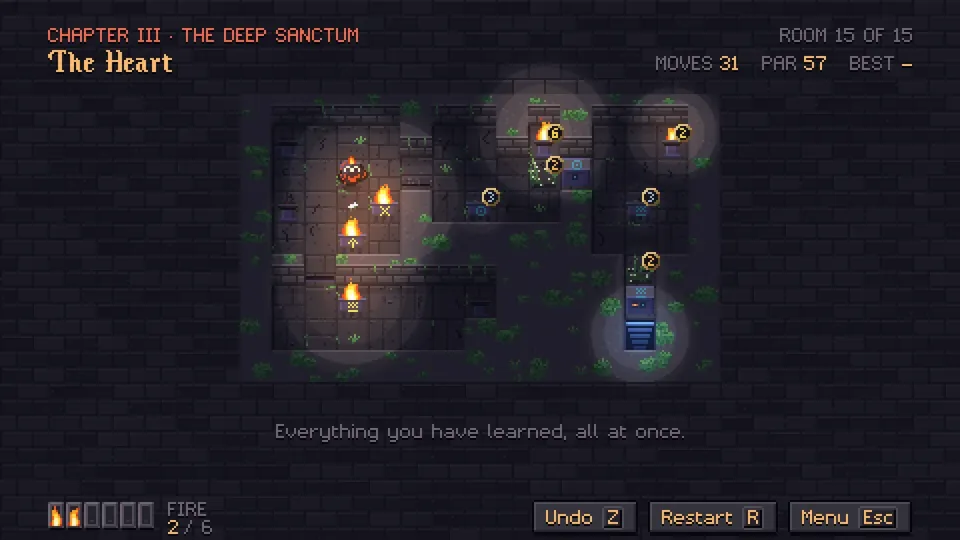 CHAPTER III · THE DEEP SANCTUM
The Heart
ROOM 15 OF 15
MOVES 31 PAR 57 BEST –
6
2
2
3
3
2
Everything you have learned, all at once.
FIRE
2 / 6
Undo Z
Restart R
Menu Esc